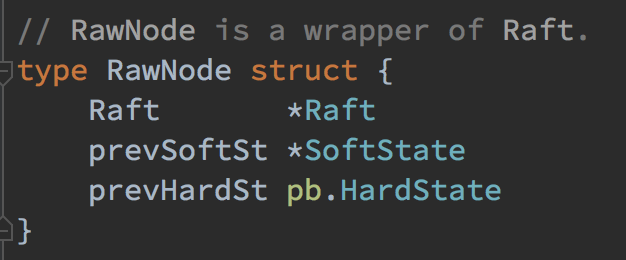 // RawNode is a wrapper of Raft.
type RawNode struct {
    Raft       *Raft
    prevSoftSt *SoftState
    prevHardSt pb.HardState
}